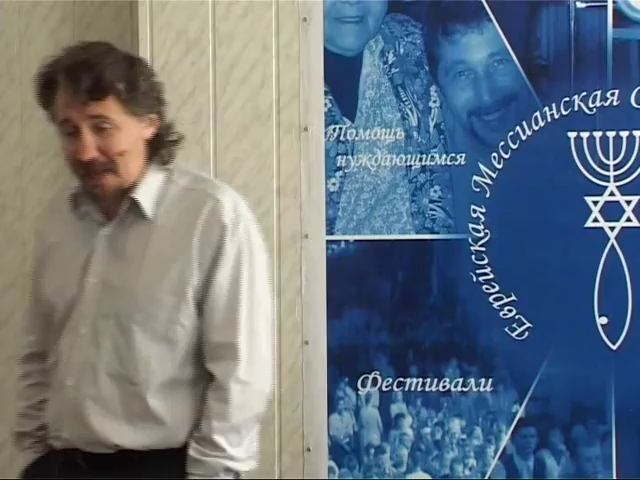 Помощь
нуждающимся
Еврейская Мессианская
Фестивали